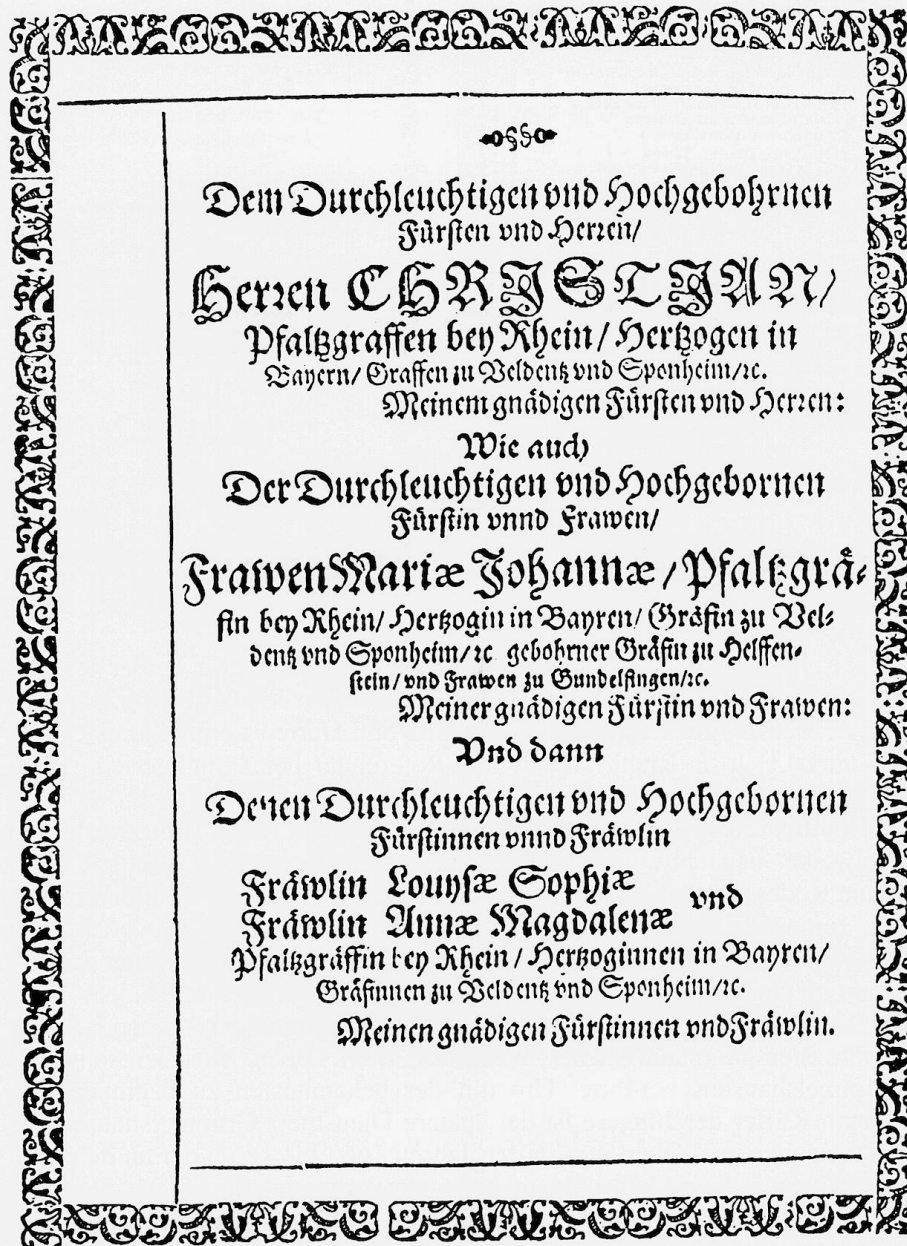 Dem Durchleuchtigen vnd Hochgebohrnen
Fürsten vnd Herren/
Herren CHRISTIAN/
Pfaltzgraffen bey Rhein/ Hertzogen in
Bayern/ Graffen zu Veldentz vnd Sponheim/ꝛc.
Meinem gnädigen Fürsten vnd Herren:
Wie auch
Der Durchleuchtigen vnd Hochgebornen
Fürstin vnnd Frawen/
Frawen Mariæ Johannæ/ Pfaltzgrä-
fin bey Rhein/ Hertzogin in Bayren/ Gräfin zu Vel-
dentz vnd Sponheim/ꝛc gebohrner Gräfin zu Helffen-
stein/ vnd Frawen zu Gundelfingen/ꝛc.
Meiner gnädigen Fürstin vnd Frawen:
Vnd dann
Denen Durchleuchtigen vnd Hochgebornen
Fürstinnen vnnd Fräwlin
Fräwlin Louysæ Sophiæ vnd
Fräwlin Annæ Magdalenæ
Pfaltzgräffin bey Rhein/ Hertzoginnen in Bayren/
Gräfinnen zu Veldentz vnd Sponheim/ꝛc.
Meinen gnädigen Fürstinnen vnd Fräwlin.